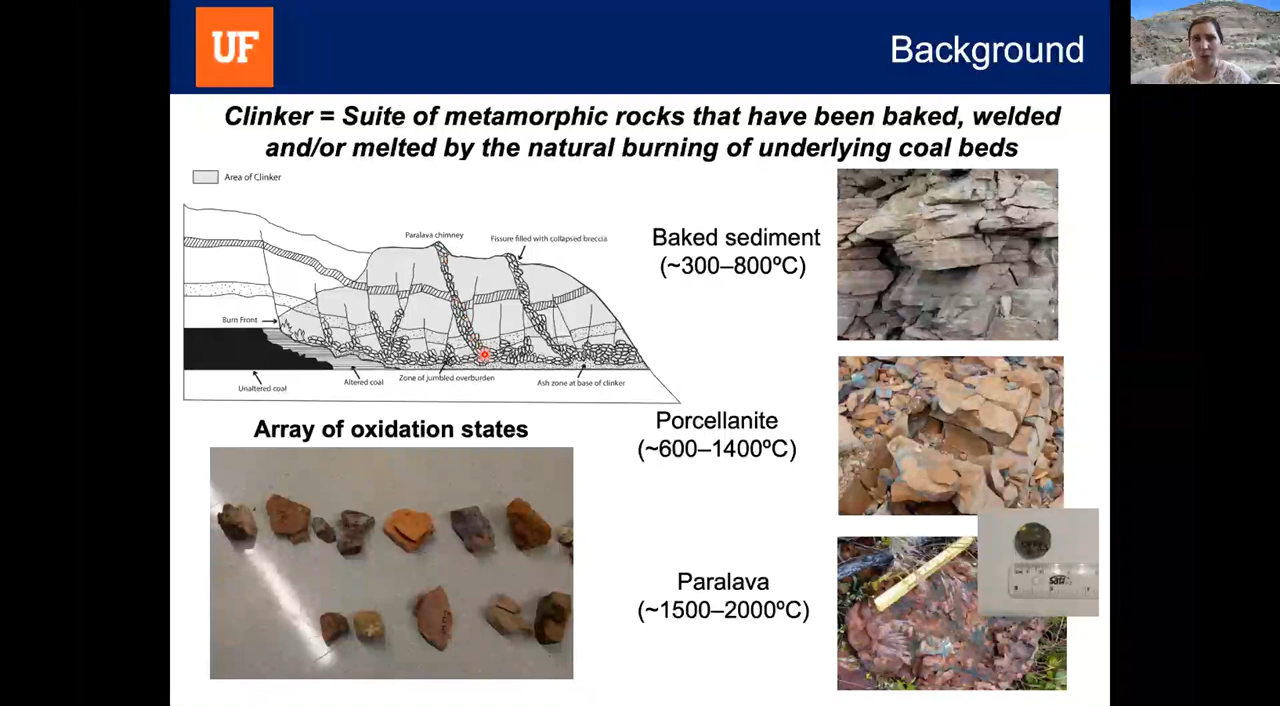 UF
Background
Clinker = Suite of metamorphic rocks that have been baked, welded
and/or melted by the natural burning of underlying coal beds
Area of Clinker
Paralava chimney
Fissure filled with collapsed breccia
Burn Front
Unaltered coal
Altered coal
Zone of jumbled overburden
Ash zone at base of clinker
Array of oxidation states
Baked sediment
(~300–800ºC)
Porcellanite
(~600–1400ºC)
Paralava
(~1500–2000ºC)